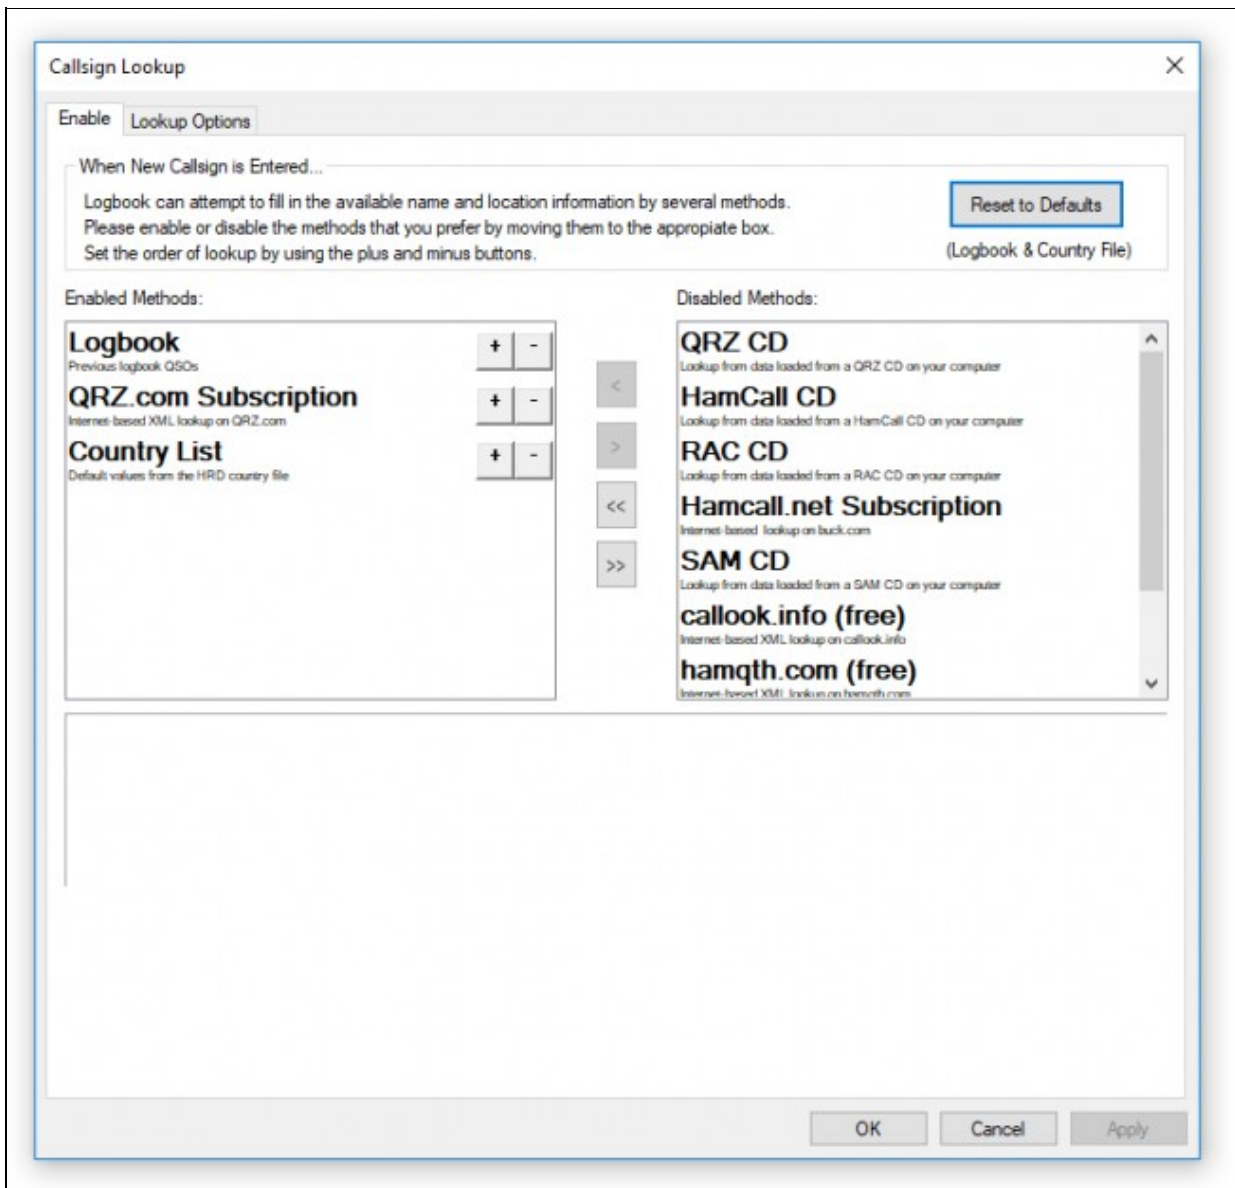 Callsign Lookup
Enable
Lookup Options
When New Callsign is Entered...
Logbook can attempt to fill in the available name and location information by several methods.
Please enable or disable the methods that you prefer by moving them to the appropiate box.
Set the order of lookup by using the plus and minus buttons.
Reset to Defaults
(Logbook & Country File)
Enabled Methods:
Logbook
Previous logbook QSOs
+ -
QRZ.com Subscription
Internet-based XML lookup on QRZ.com
+ -
Country List
Default values from the HRD country file
+ -
<
>
<<
>>
Disabled Methods:
QRZ CD
Lookup from data loaded from a QRZ CD on your computer
HamCall CD
Lookup from data loaded from a HamCall CD on your computer
RAC CD
Lookup from data loaded from a RAC CD on your computer
Hamcall.net Subscription
Internet-based lookup on buck.com
SAM CD
Lookup from data loaded from a SAM CD on your computer
callook.info (free)
Internet-based XML lookup on callook.info
hamqth.com (free)
Internet-based XML lookup on hamqth.com
OK
Cancel
Apply